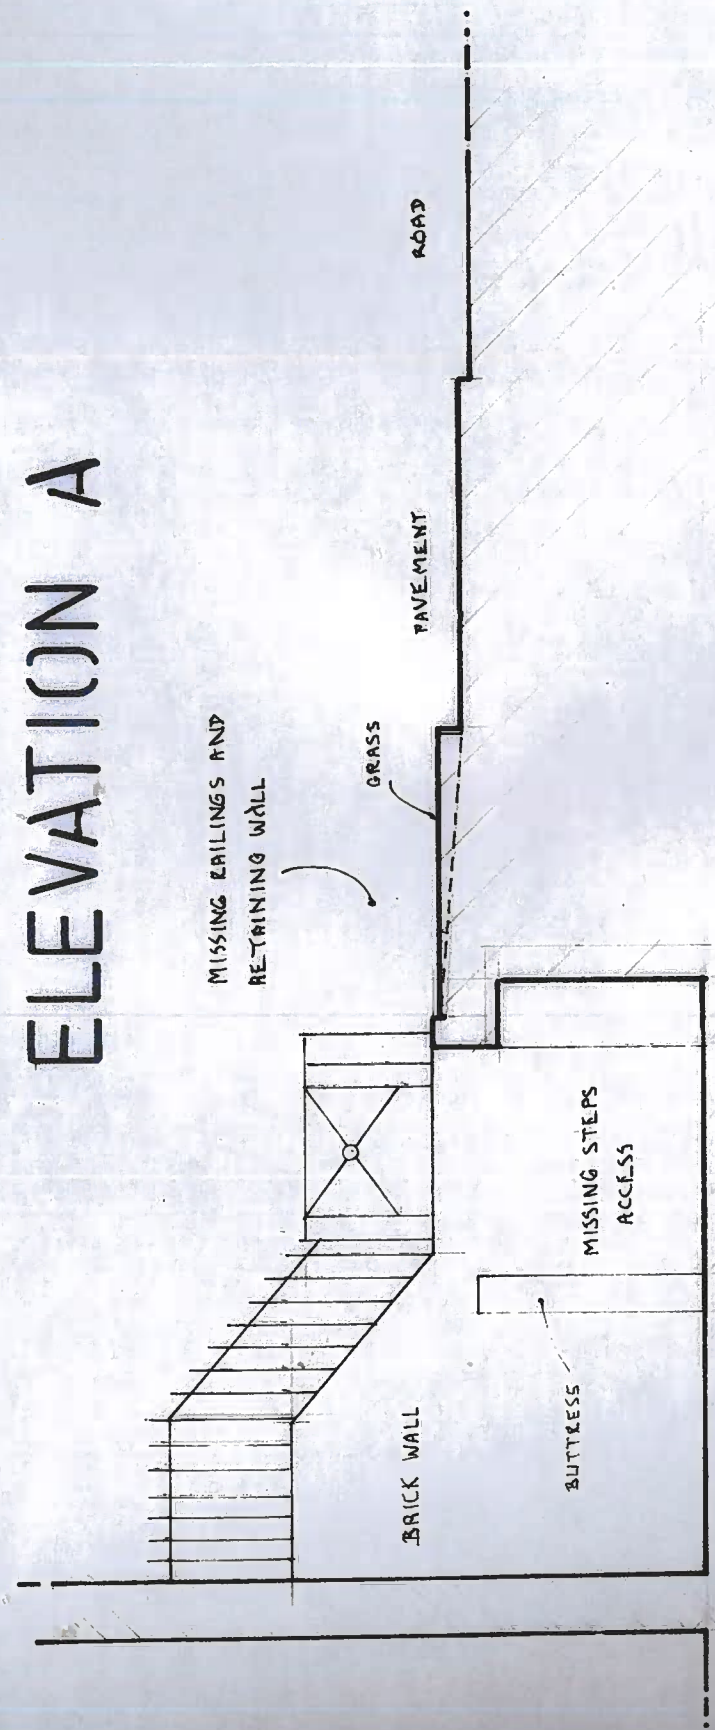 ELEVATION A
MISSING RAILINGS AND
RETAINING WALL
GRASS
PAVEMENT
ROAD
BRICK WALL
BUTTRESS
MISSING STEPS
ACCESS